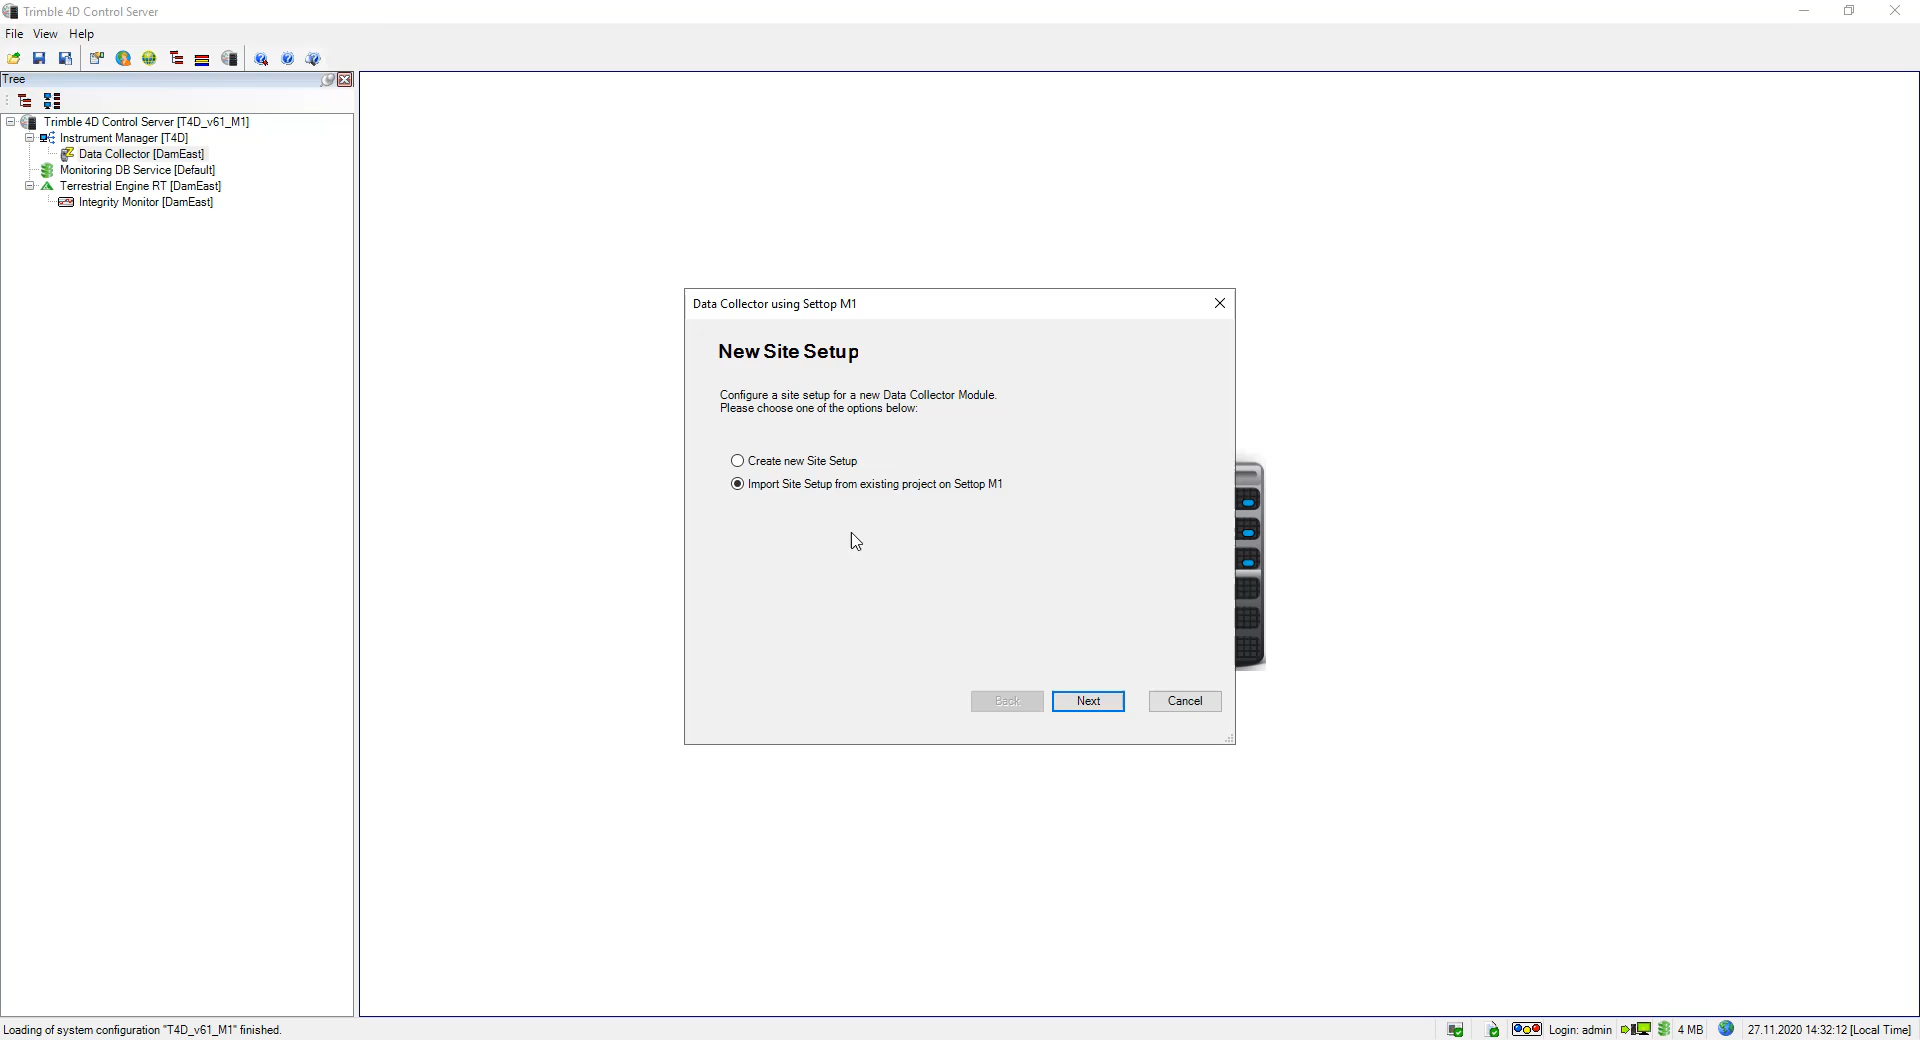 Trimble 4D Control Server
File View Help
Tree
Trimble 4D Control Server [T4D_v61_M1]
Instrument Manager [T4D]
Data Collector [DamEast]
Monitoring DB Service [Default]
Terrestrial Engine RT [DamEast]
Integrity Monitor [DamEast]
Data Collector using Settop M1
New Site Setup
Configure a site setup for a new Data Collector Module.
Please choose one of the options below:
Create new Site Setup
Import Site Setup from existing project on Settop M1
Back Next Cancel
Loading of system configuration "T4D_v61_M1" finished. Login: admin 4 MB 27.11.2020 14:32:12 [Local Time]